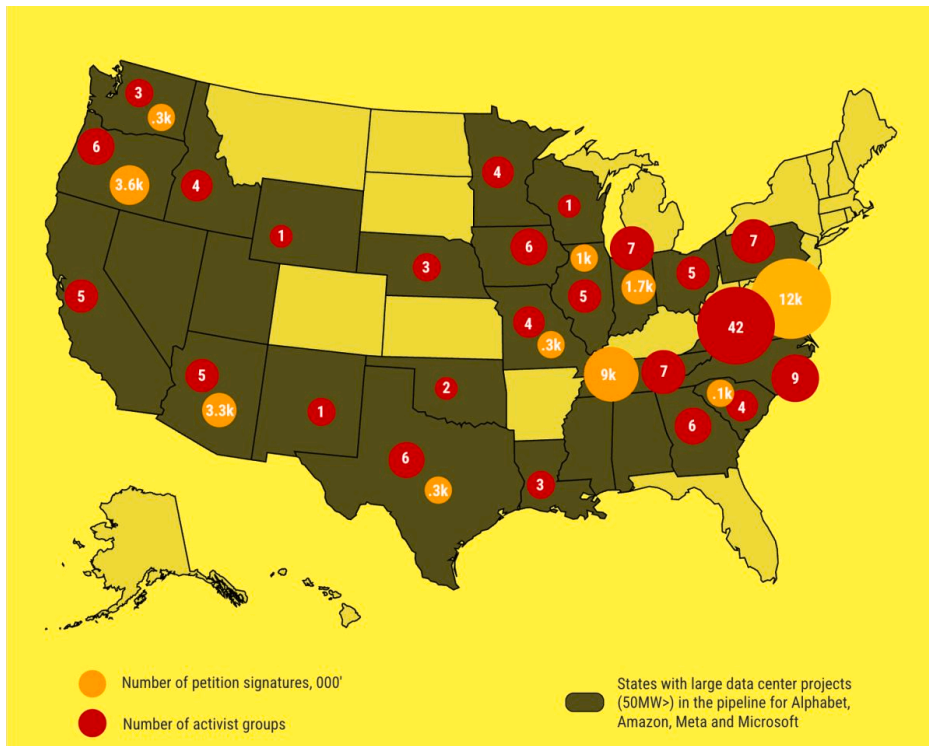 3
.3k
6
3.6k
4
1
5
4
1
6
3
1k
7
1.7k
5
5
7
12k
42
4
.3k
9k
7
9
5
3.3k
1
2
.1k
4
6
6
.3k
3
Number of petition signatures, 000'
Number of activist groups
States with large data center projects
(50MW>) in the pipeline for Alphabet,
Amazon, Meta and Microsoft